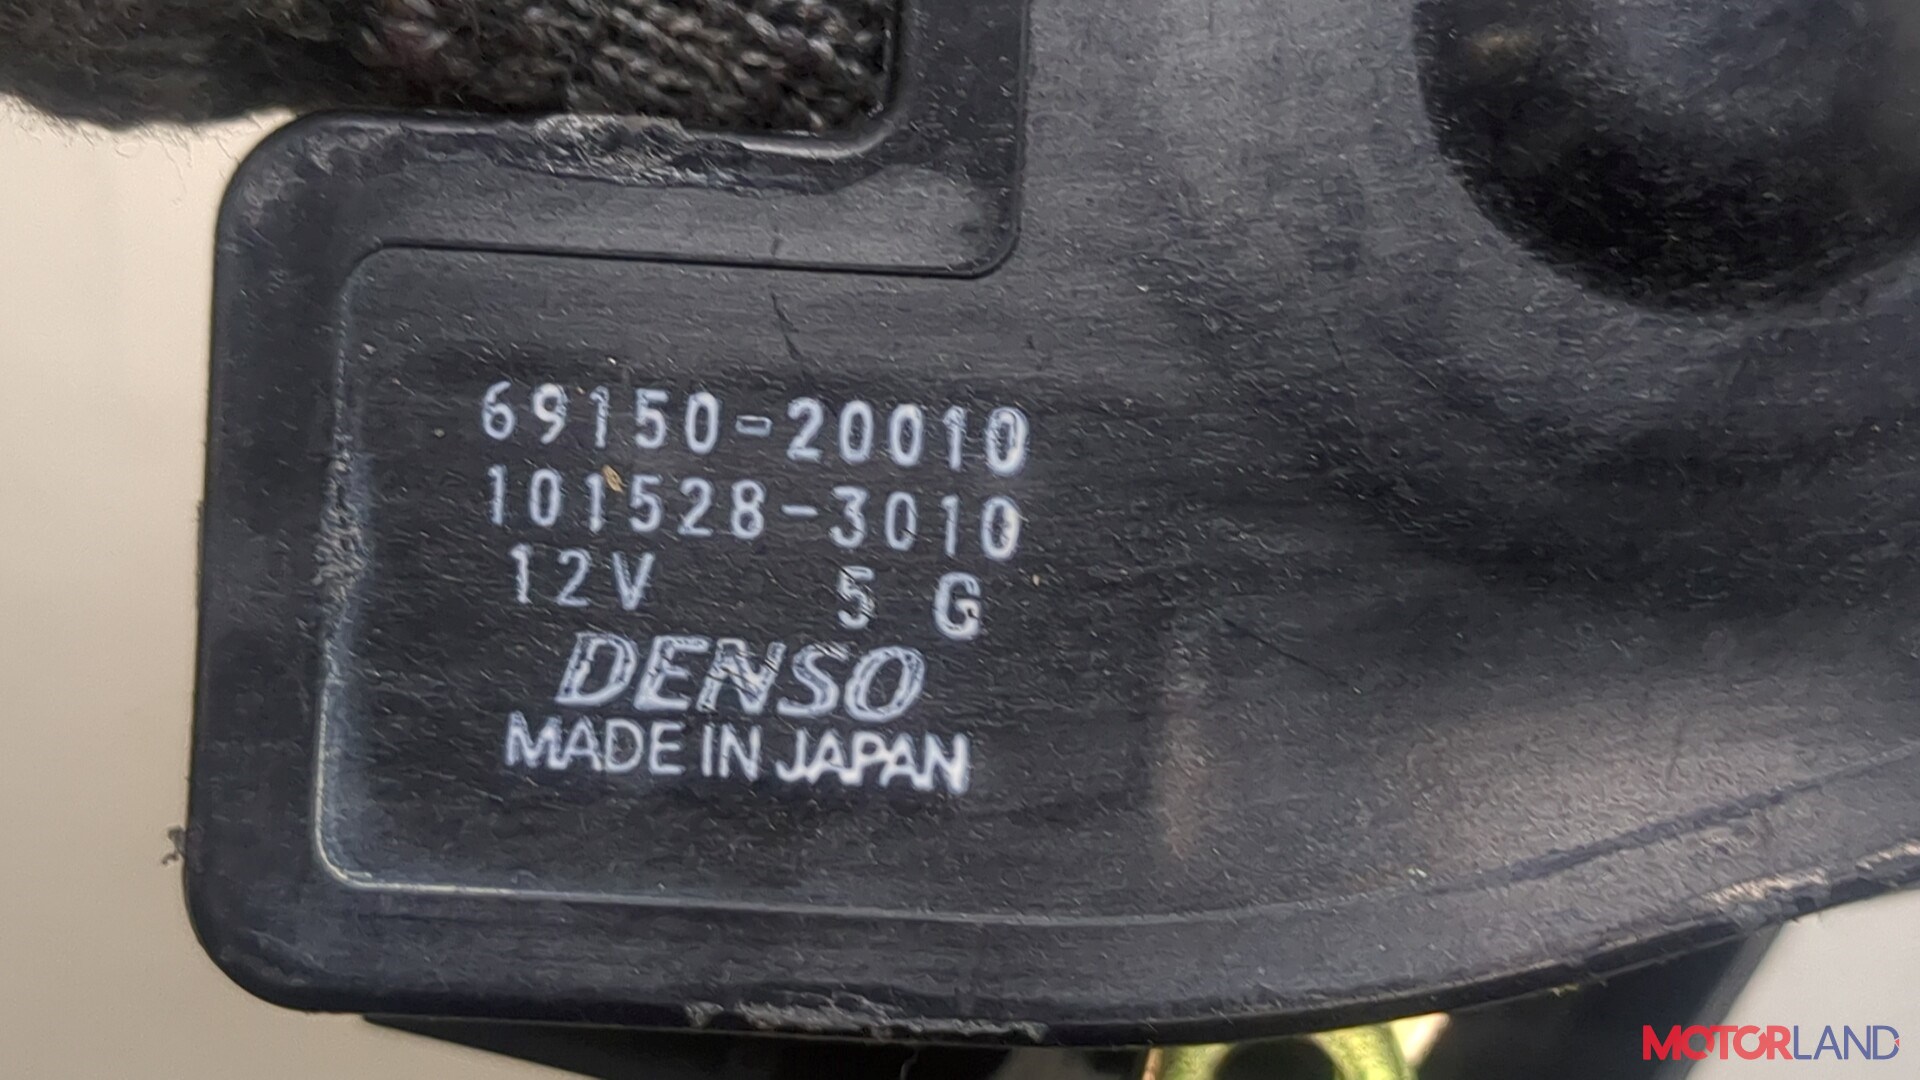 69150-20010
101528-3010
12V 5 G
DENSO
MADE IN JAPAN
MOTORLAND